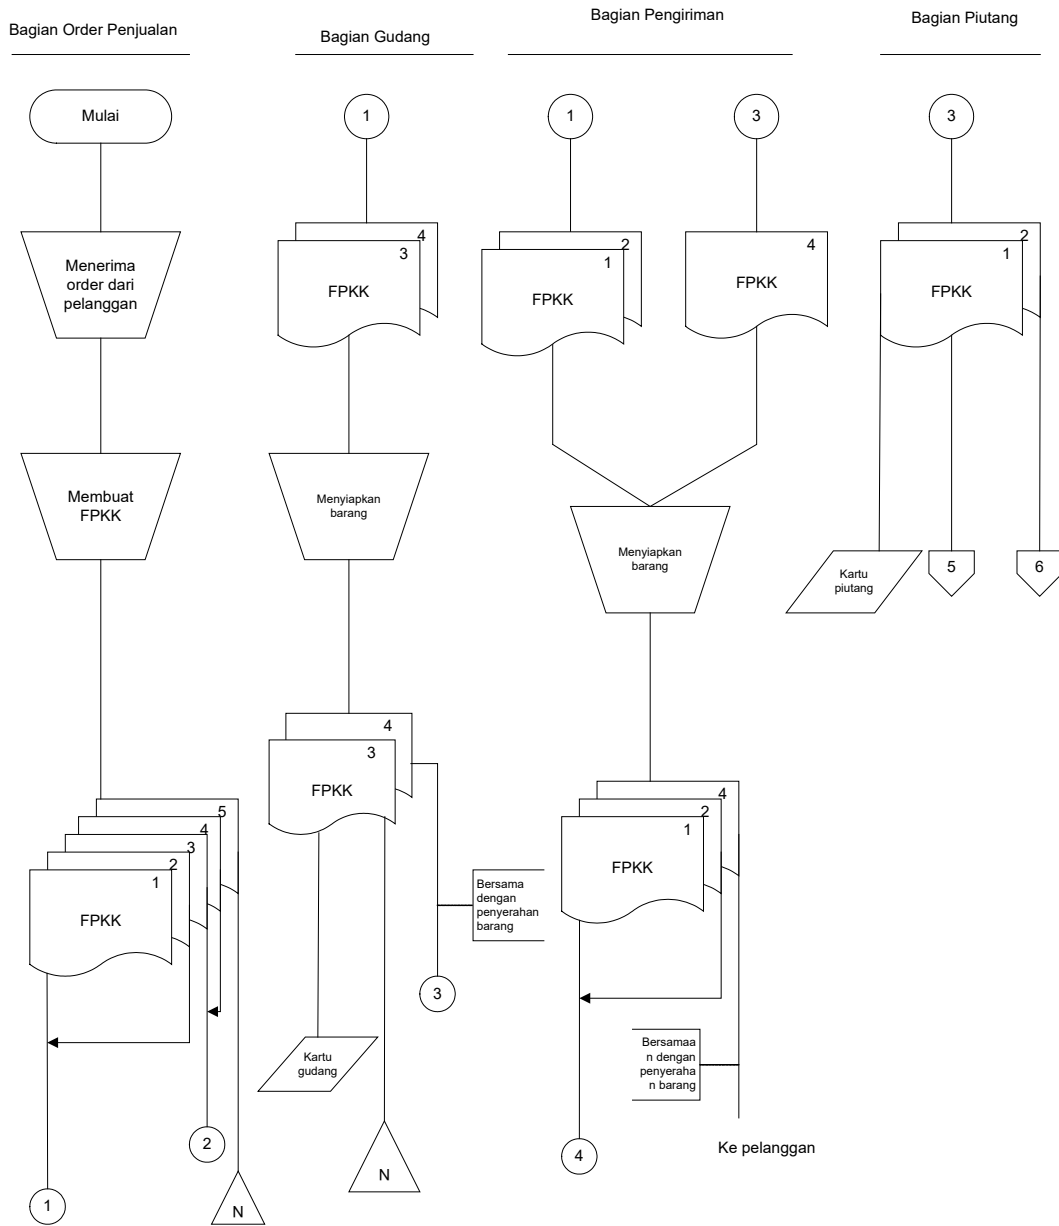 Bagian Order Penjualan
Bagian Gudang
Bagian Pengiriman
Bagian Piutang
Mulai
1
1
3
3
Menerima
order dari
pelanggan
4
3
FPKK
2
1
FPKK
4
FPKK
2
1
FPKK
Membuat
FPKK
Menyiapkan
barang
Menyiapkan
barang
Kartu
piutang
5
6
5
4
3
2
1
FPKK
4
3
FPKK
Bersama
dengan
penyerahan
barang
3
Kartu
gudang
4
2
1
FPKK
Bersamaa
n dengan
penyeraha
n barang
Ke pelanggan
1
2
N
N
4